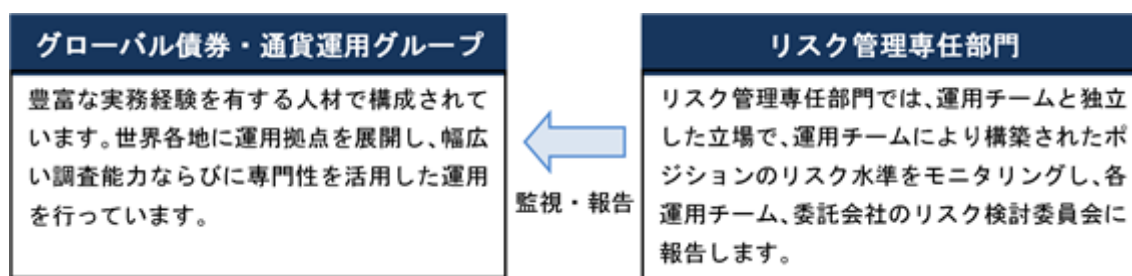 グローバル債券・通貨運用グループ
豊富な実務経験を有する人材で構成されて
います。世界各地に運用拠点を展開し、幅広
い調査能力ならびに専門性を活用した運用
を行っています。
監視・報告
リスク管理専任部門
リスク管理専任部門では、運用チームと独立
した立場で、運用チームにより構築されたポ
ジションのリスク水準をモニタリングし、各
運用チーム、委託会社のリスク検討委員会に
報告します。